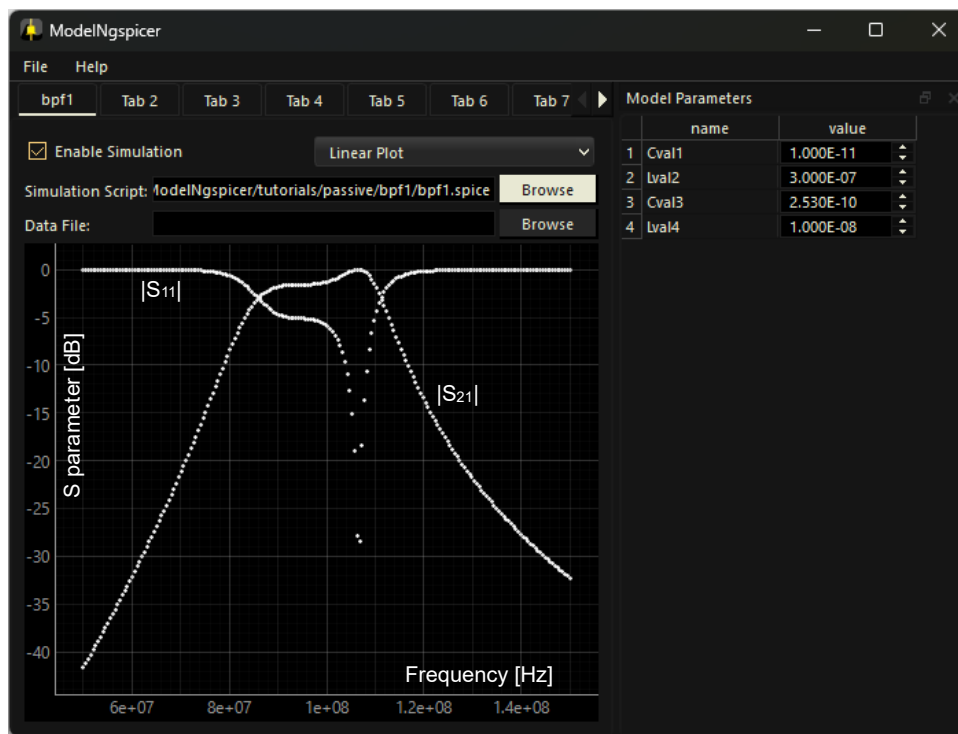 ModelNgspicer
File Help
bpf1 Tab 2 Tab 3 Tab 4 Tab 5 Tab 6 Tab 7
Enable Simulation Linear Plot
Simulation Script: ModelNgspicer/tutorials/passive/bpf1/bpf1.spice Browse
Data File: Browse
0
-5
-10
-15
-20
-25
-30
-35
-40
S parameter [dB]
|S11|
|S21|
Frequency [Hz]
6e+07 8e+07 1e+08 1.2e+08 1.4e+08
Model Parameters
name value
1 Cval1 1.000E-11
2 Lval2 3.000E-07
3 Cval3 2.530E-10
4 Lval4 1.000E-08